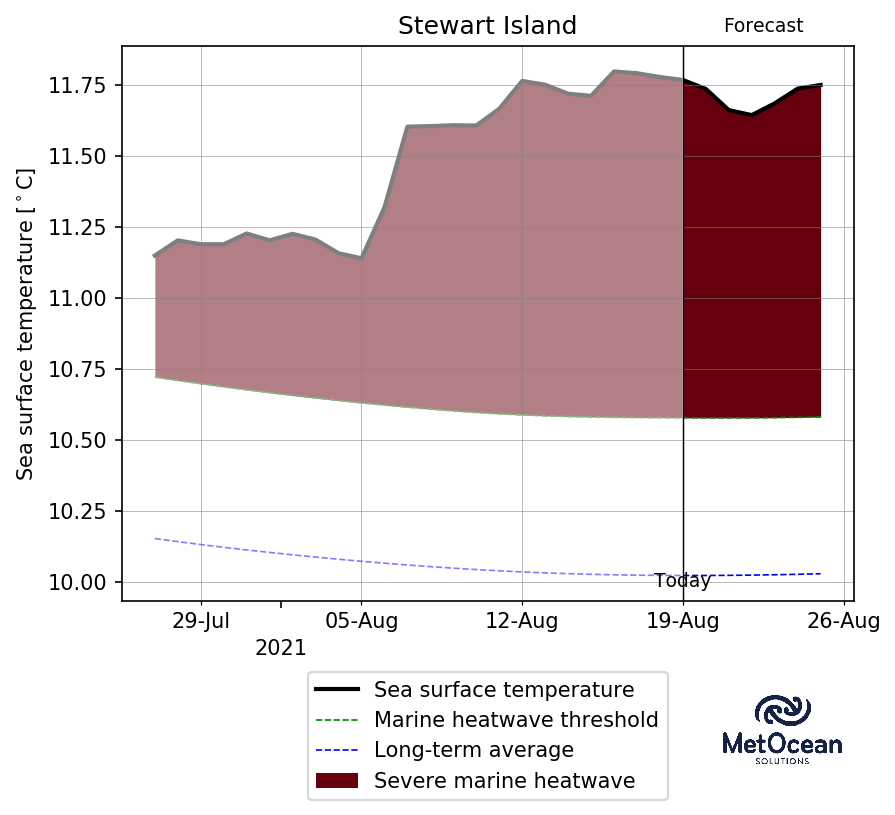 Stewart Island
Forecast
Sea surface temperature [°C]
11.75
11.50
11.25
11.00
10.75
10.50
10.25
10.00
Today
29-Jul 05-Aug 12-Aug 19-Aug 26-Aug
2021
Sea surface temperature
Marine heatwave threshold
Long-term average
Severe marine heatwave
MetOcean
SOLUTIONS